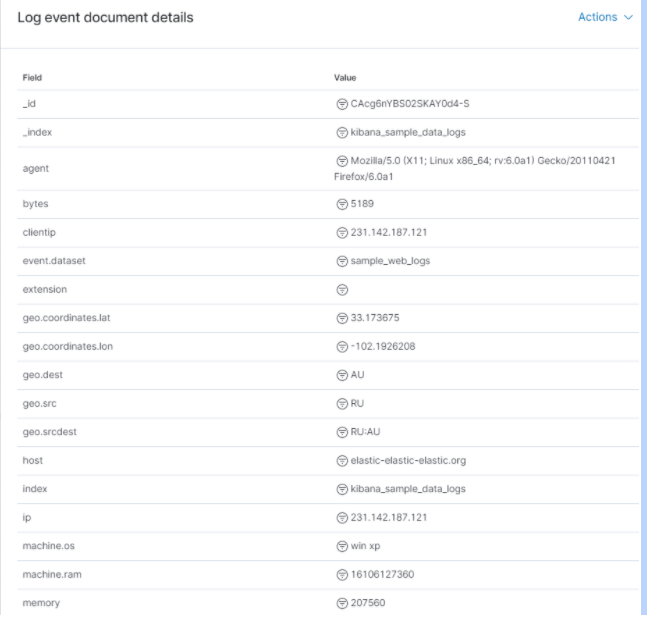 Log event document details
Actions
Field
Value
_id
CAcg6nYBS02SKAY0d4-S
_index
kibana_sample_data_logs
agent
Mozilla/5.0 (X11; Linux x86_64; rv:6.0a1) Gecko/20110421
Firefox/6.0a1
bytes
5189
clientip
231.142.187.121
event.dataset
sample_web_logs
extension
geo.coordinates.lat
33.173675
geo.coordinates.lon
-102.1926208
geo.dest
AU
geo.src
RU
geo.srcdest
RU:AU
host
elastic-elastic-elastic.org
index
kibana_sample_data_logs
ip
231.142.187.121
machine.os
win xp
machine.ram
16106127360
memory
207560